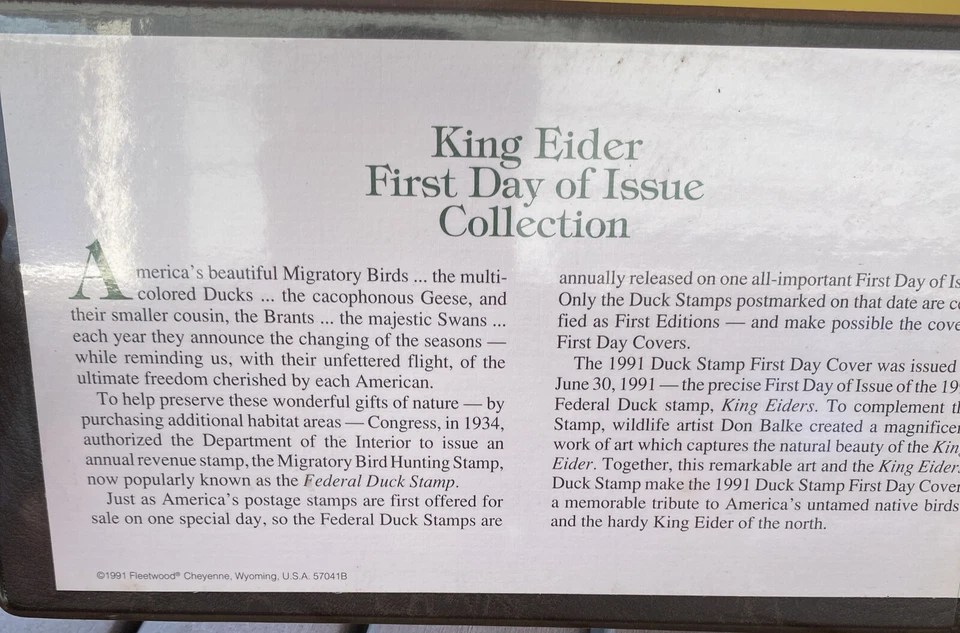 King Eider
First Day of Issue
Collection
America's beautiful Migratory Birds ... the multi-
colored Ducks ... the cacophonous Geese, and
their smaller cousin, the Brants ... the majestic Swans ...
each year they announce the changing of the seasons —
while reminding us, with their unfettered flight, of the
ultimate freedom cherished by each American.
To help preserve these wonderful gifts of nature — by
purchasing additional habitat areas — Congress, in 1934,
authorized the Department of the Interior to issue an
annual revenue stamp, the Migratory Bird Hunting Stamp,
now popularly known as the Federal Duck Stamp.
Just as America's postage stamps are first offered for
sale on one special day, so the Federal Duck Stamps are
annually released on one all-important First Day of Is
Only the Duck Stamps postmarked on that date are c
fied as First Editions — and make possible the cove
First Day Covers.
The 1991 Duck Stamp First Day Cover was issued
June 30, 1991 — the precise First Day of Issue of the 19
Federal Duck stamp, King Eiders. To complement t
Stamp, wildlife artist Don Balke created a magnificen
work of art which captures the natural beauty of the Kin
Eider. Together, this remarkable art and the King Eider
Duck Stamp make the 1991 Duck Stamp First Day Cover
a memorable tribute to America's untamed native birds
and the hardy King Eider of the north.
©1991 Fleetwood® Cheyenne, Wyoming, U.S.A. 57041B